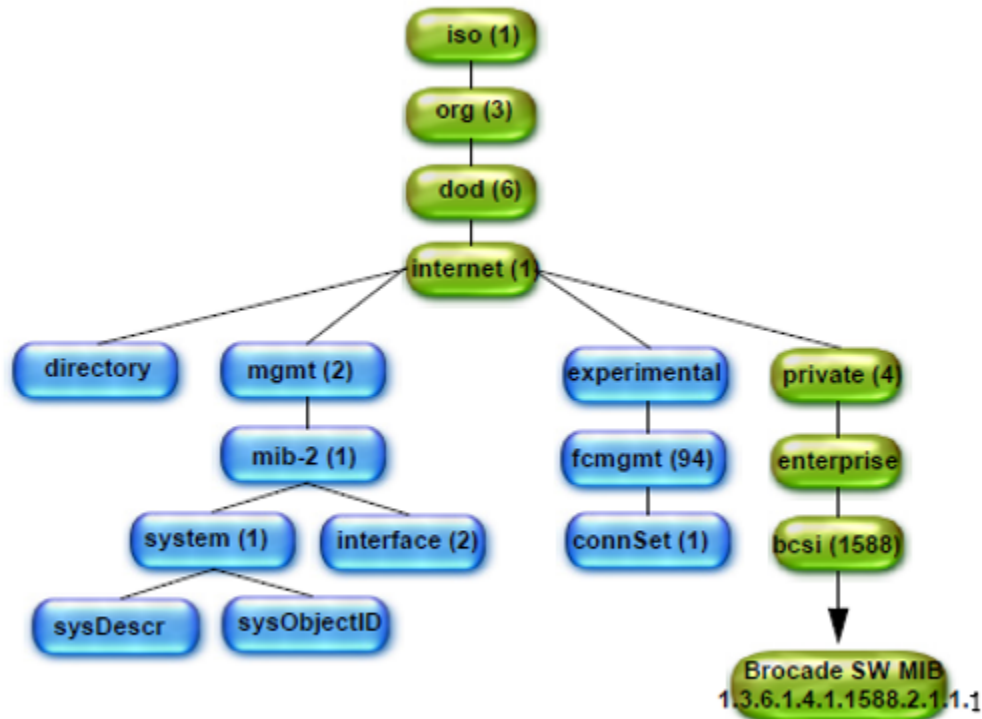 iso (1)
org (3)
dod (6)
internet (1)
directory
mgmt (2)
experimental
private (4)
mib-2 (1)
fcmgmt (94)
enterprise
system (1)
interface (2)
connSet (1)
bcsi (1588)
sysDescr
sysObjectID
Brocade SW MIB
1.3.6.1.4.1.1588.2.1.1.1